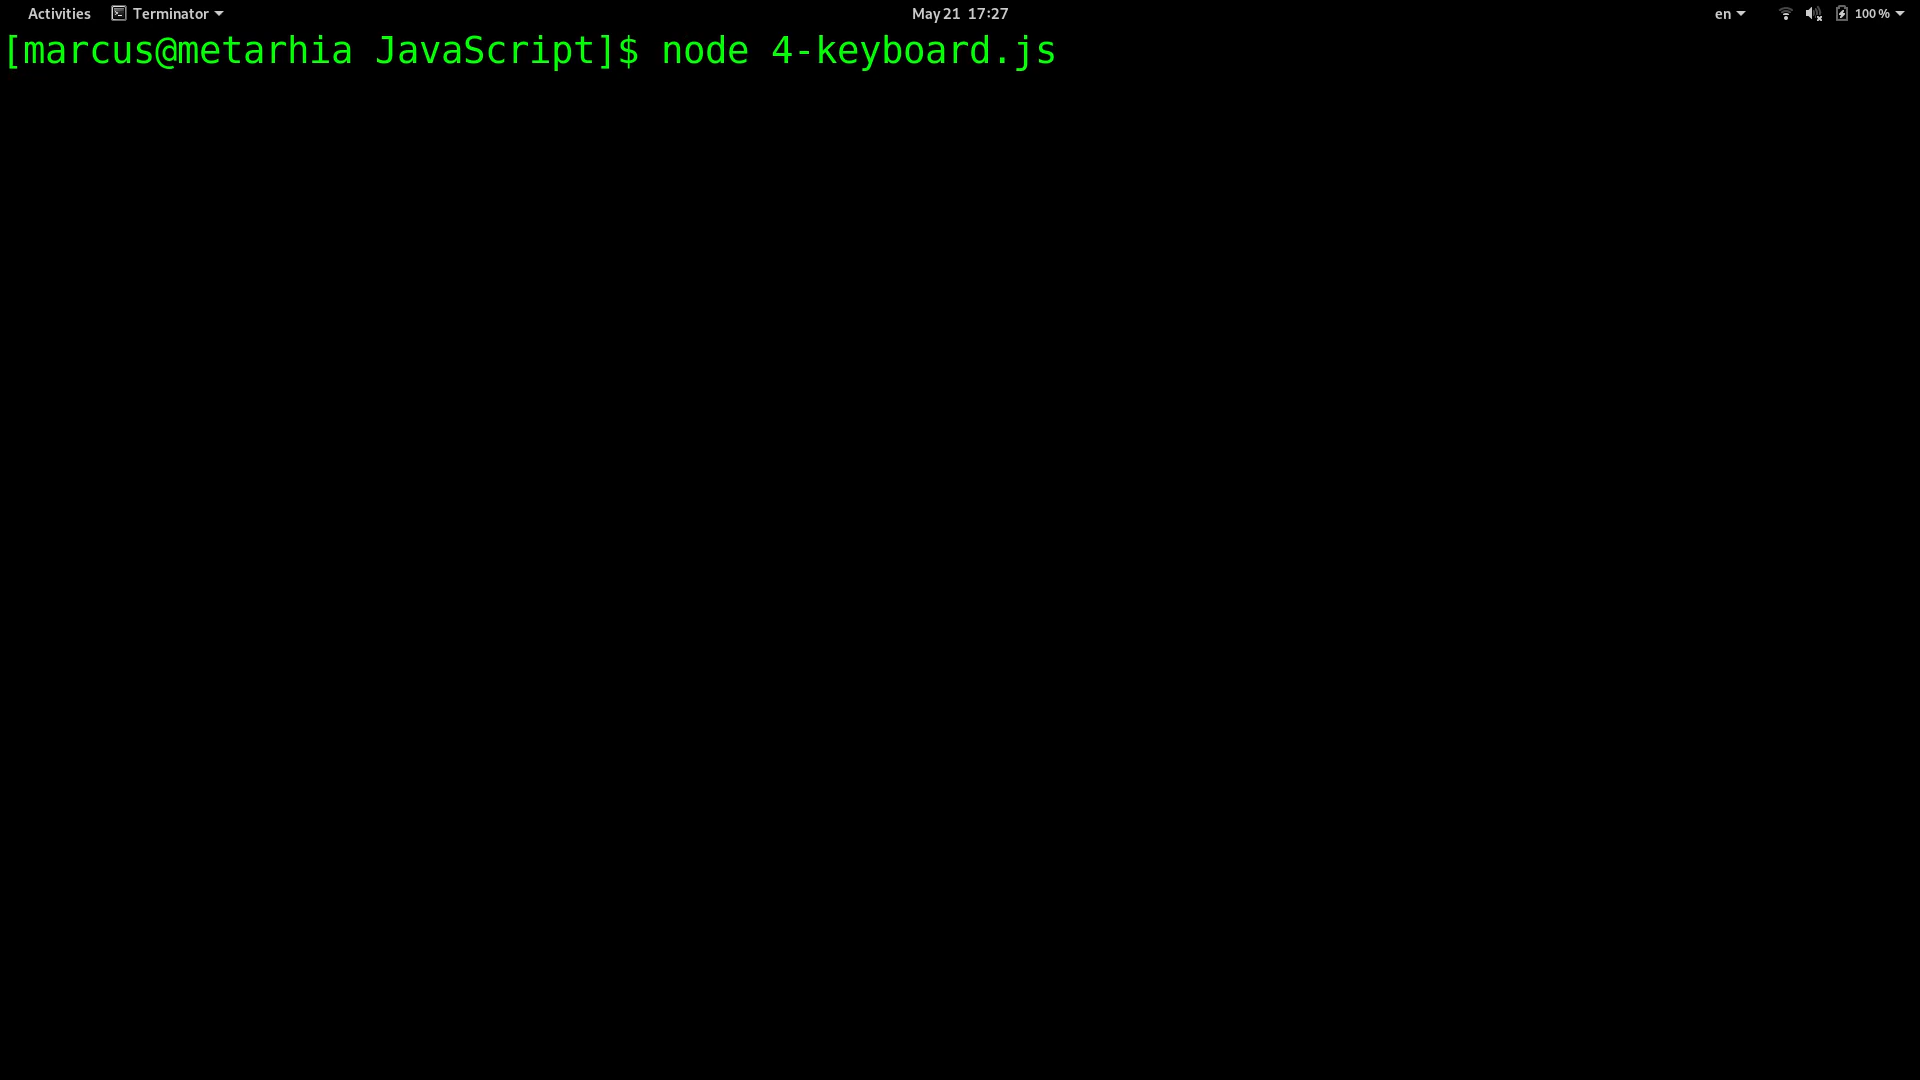 Activities Terminator May 21 17:27 en 100 %
[marcus@metarhia JavaScript]$ node 4-keyboard.js